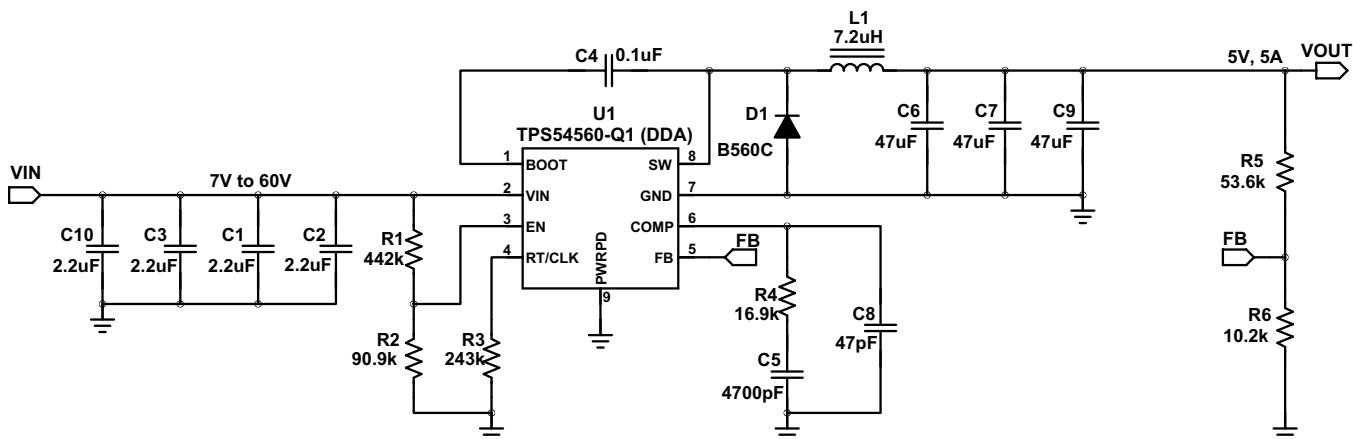 L1
7.2uH
C4
0.1uF
5V, 5A
VOUT
U1
TPS54560-Q1 (DDA)
D1
B560C
C6
47uF
C7
47uF
C9
47uF
1
BOOT
SW
8
VIN
7V to 60V
2
VIN
GND
7
3
EN
COMP
6
4
RT/CLK
FB
5
FB
PWRPD
9
C10
2.2uF
C3
2.2uF
C1
2.2uF
C2
2.2uF
R1
442k
R2
90.9k
R3
243k
R4
16.9k
C5
4700pF
C8
47pF
R5
53.6k
FB
R6
10.2k